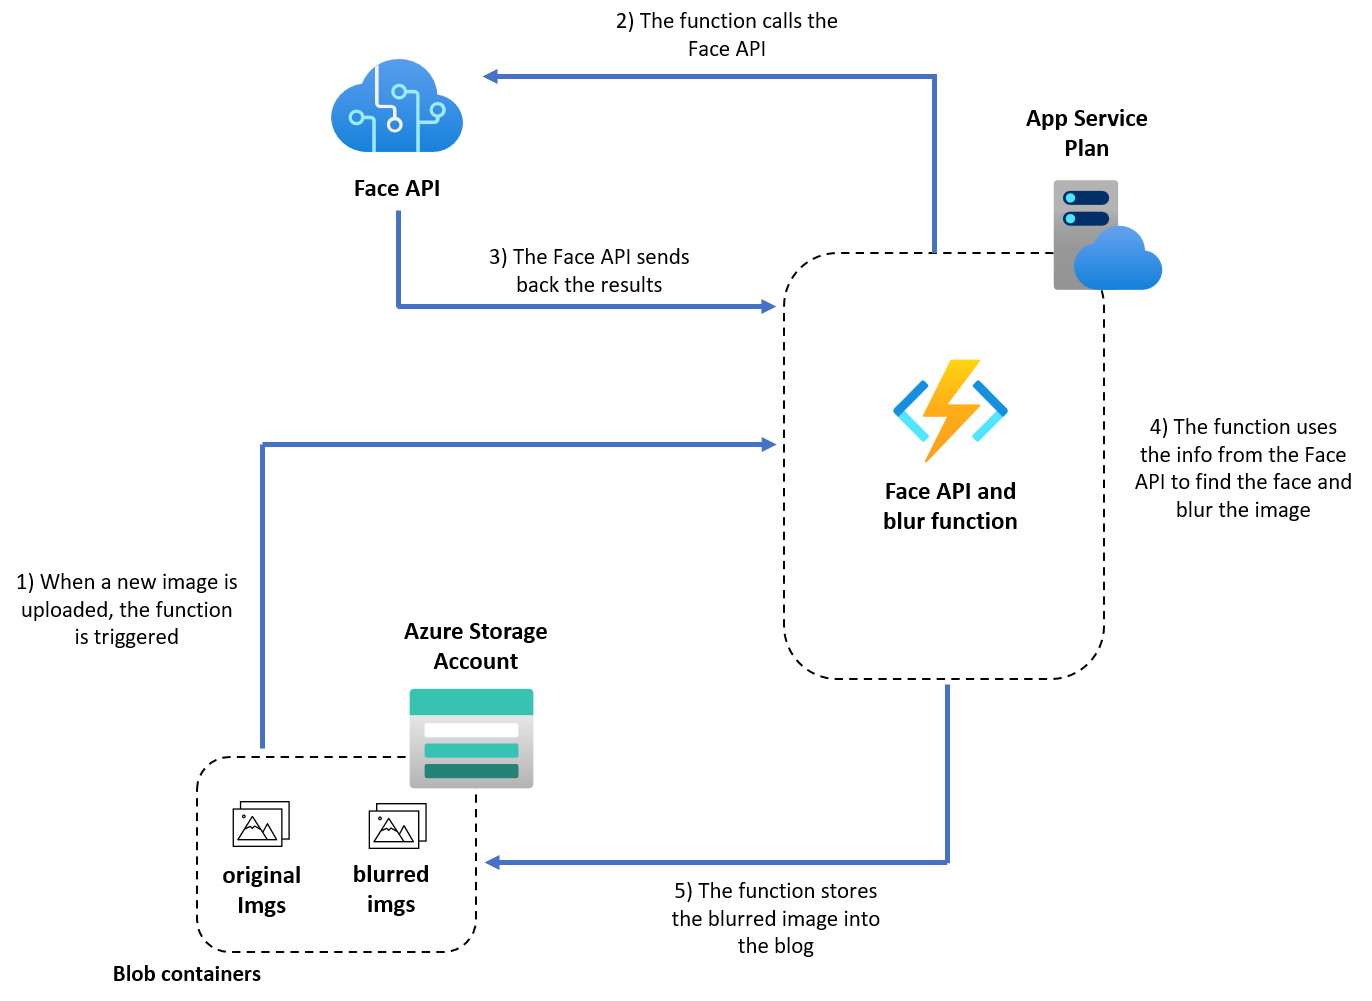 2) The function calls the
Face API
App Service
Plan
Face API
3) The Face API sends
back the results
Face API and
blur function
4) The function uses
the info from the Face
API to find the face and
blur the image
1) When a new image is
uploaded, the function
is triggered
Azure Storage
Account
original
Imgs
blurred
imgs
5) The function stores
the blurred image into
the blog
Blob containers